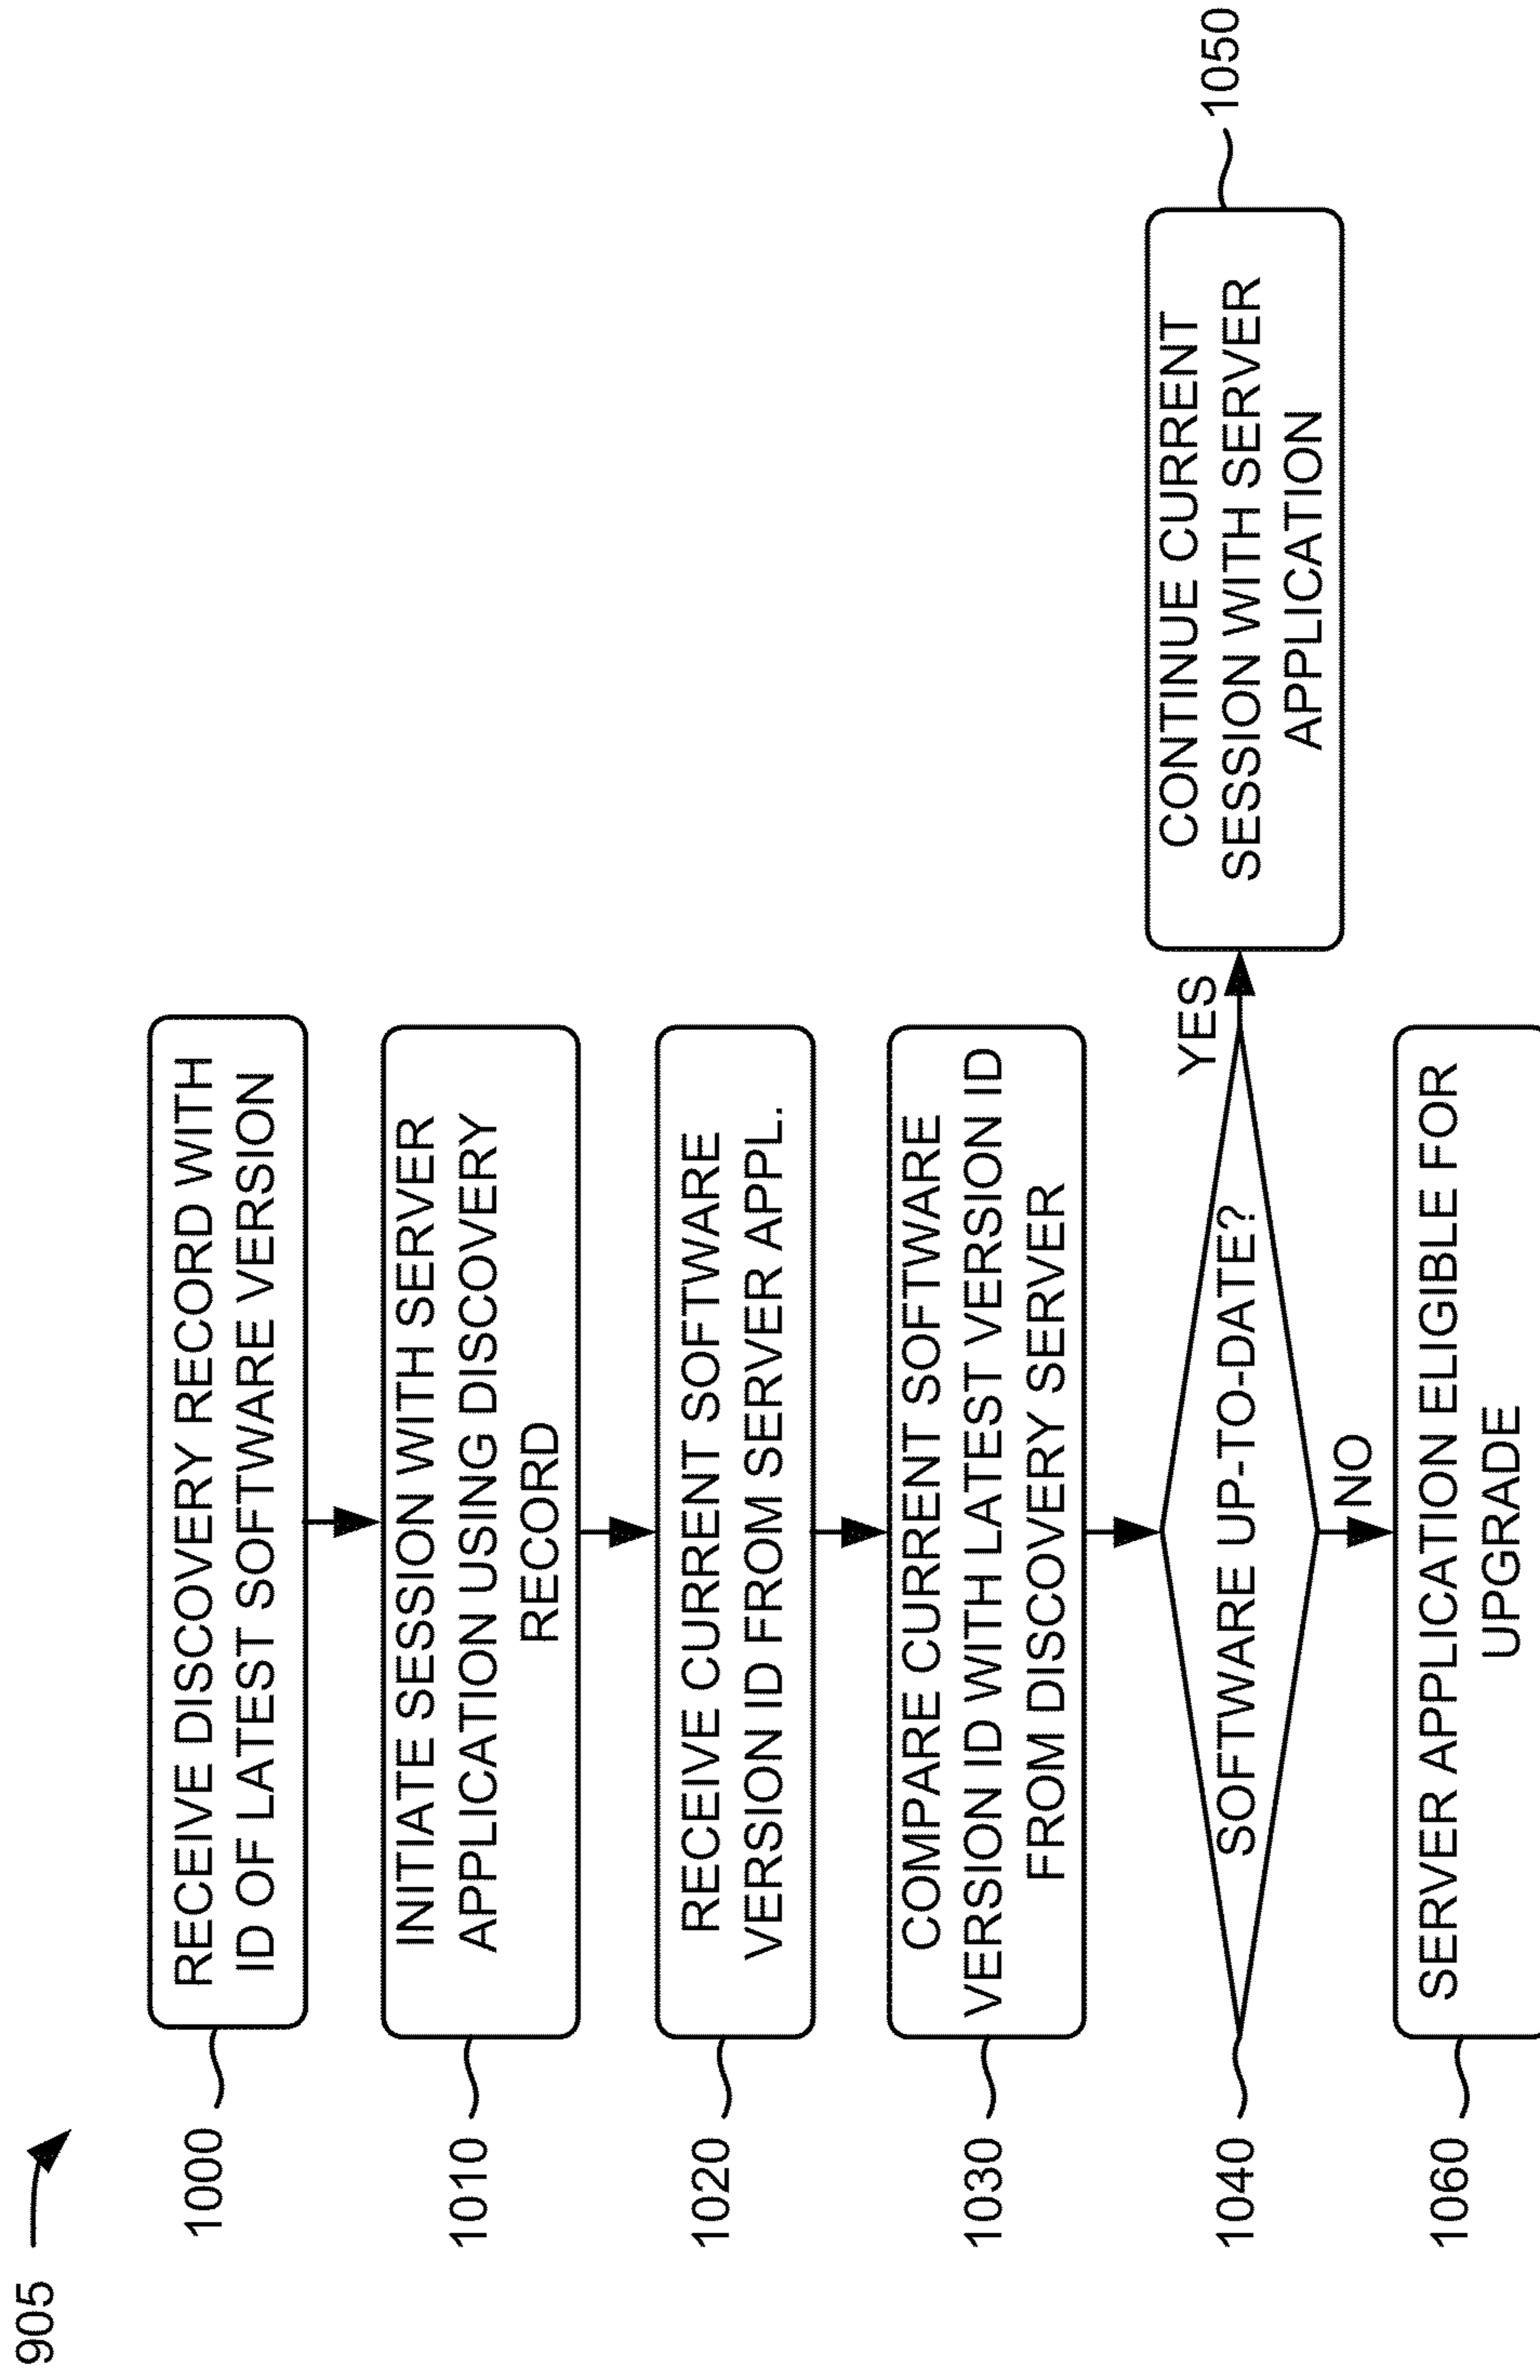 905
1000
RECEIVE DISCOVERY RECORD WITH
ID OF LATEST SOFTWARE VERSION
1010
INITIATE SESSION WITH SERVER
APPLICATION USING DISCOVERY
RECORD
1020
RECEIVE CURRENT SOFTWARE
VERSION ID FROM SERVER APPL.
1030
COMPARE CURRENT SOFTWARE
VERSION ID WITH LATEST VERSION ID
FROM DISCOVERY SERVER
1040
SOFTWARE UP-TO-DATE?
YES
CONTINUE CURRENT
SESSION WITH SERVER
APPLICATION
1050
NO
1060
SERVER APPLICATION ELIGIBLE FOR
UPGRADE